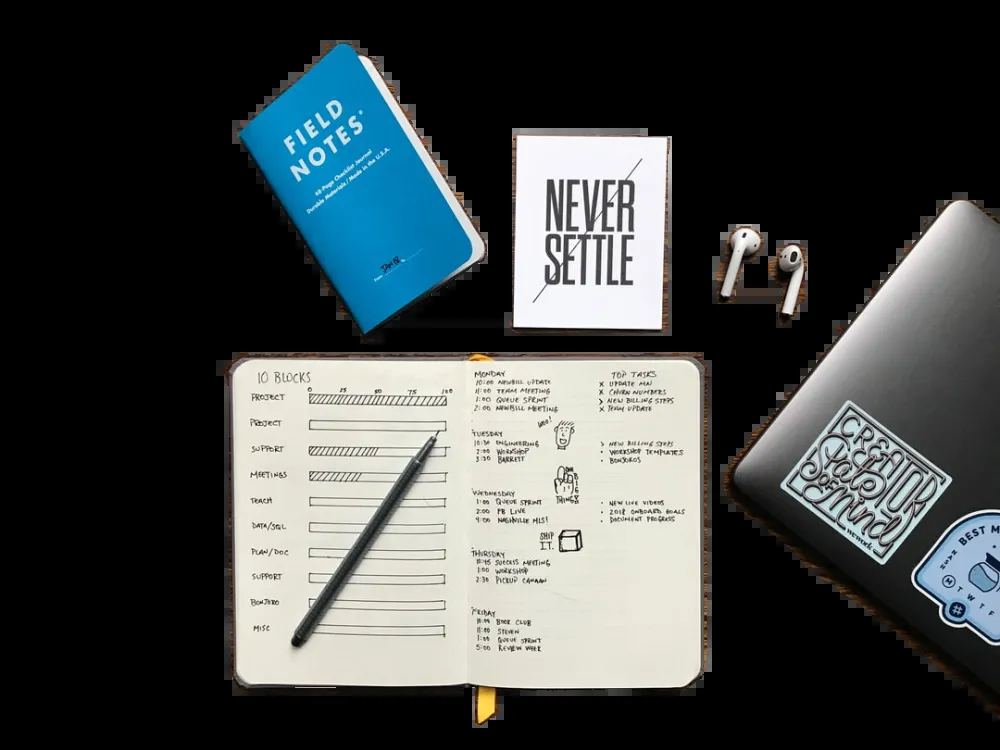 FIELD
NOTES
48-Page Checklist Journal
Durable Materials / Made in the U.S.A.
From
NEVER
SETTLE
10 BLOCKS
0 25 50 75 100
PROJECT
PROJECT
SUPPORT
MEETINGS
TEACH
DATA/SQL
PLAN/DOC
SUPPORT
BONJORO
MISC
MONDAY
10:00 NEWBILL UPDATE
11:00 TEAM MEETING
1:00 QUEUE SPRINT
2:00 NEWBILL MEETING
TOP TASKS
X UPDATE MN
X CHURN NUMBERS
> NEW BILLING STEPS
X TEAM UPDATE
TUESDAY
10:30 ENGINEERING
2:00 WORKSHOP
3:30 BARRETT
> NEW BILLING STEPS
• WORKSHOP TEMPLATES
• BONJOROS
WEDNESDAY
1:00 QUEUE SPRINT
2:00 FB LIVE
4:00 NASHVILLE MLS!
THINGS
• NEW LIVE VIDEOS
• 2018 ONBOARD GOALS
• DOCUMENT PROGRESS
SHIP
IT.
THURSDAY
10:45 SUCCESS MEETING
1:00 WORKSHOP
2:30 PICKUP CANAAN
FRIDAY
BOOK CLUB
11:00 STEVEN
1:00 QUEUE SPRINT
5:00 REVIEW WEEK
CREATOR
State
of Mind
wework
BEST M
M T W T F
#